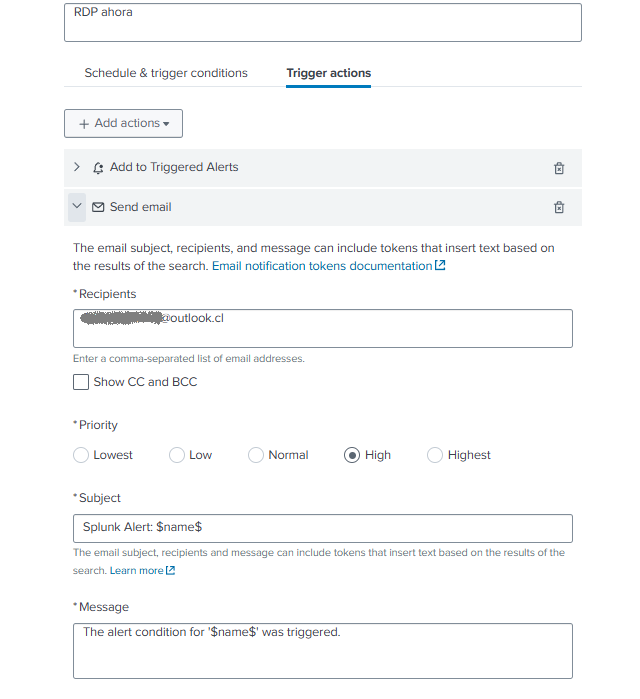 RDP ahora
Schedule & trigger conditions Trigger actions
+ Add actions
Add to Triggered Alerts
Send email
The email subject, recipients, and message can include tokens that insert text based on
the results of the search. Email notification tokens documentation
*Recipients
@outlook.cl
Enter a comma-separated list of email addresses.
Show CC and BCC
*Priority
Lowest Low Normal High Highest
*Subject
Splunk Alert: $name$
The email subject, recipients and message can include tokens that insert text based on the results of the
search. Learn more
*Message
The alert condition for '$name$' was triggered.